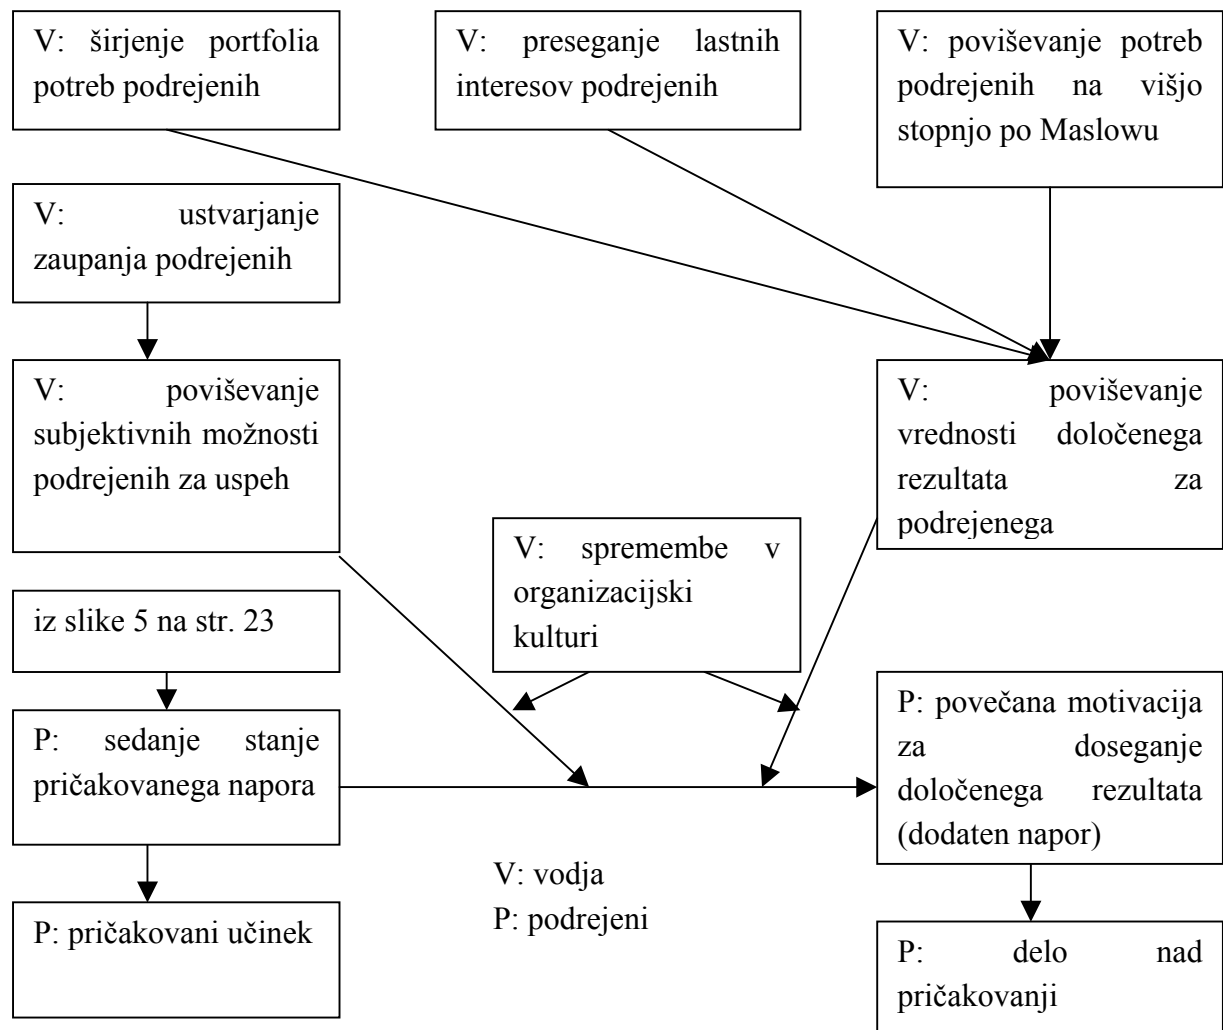 V: širjenje portfolia
potreb podrejenih
V: preseganje lastnih
interesov podrejenih
V: poviševanje potreb
podrejenih na višjo
stopnjo po Maslowu
V: ustvarjanje
zaupanja podrejenih
V: poviševanje
subjektivnih možnosti
podrejenih za uspeh
V: poviševanje
vrednosti določenega
rezultata za
podrejenega
V: spremembe v
organizacijski
kulturi
iz slike 5 na str. 23
P: sedanje stanje
pričakovanega napora
P: povečana motivacija
za doseganje
določenega rezultata
(dodaten napor)
V: vodja
P: podrejeni
P: pričakovani učinek
P: delo nad
pričakovanji